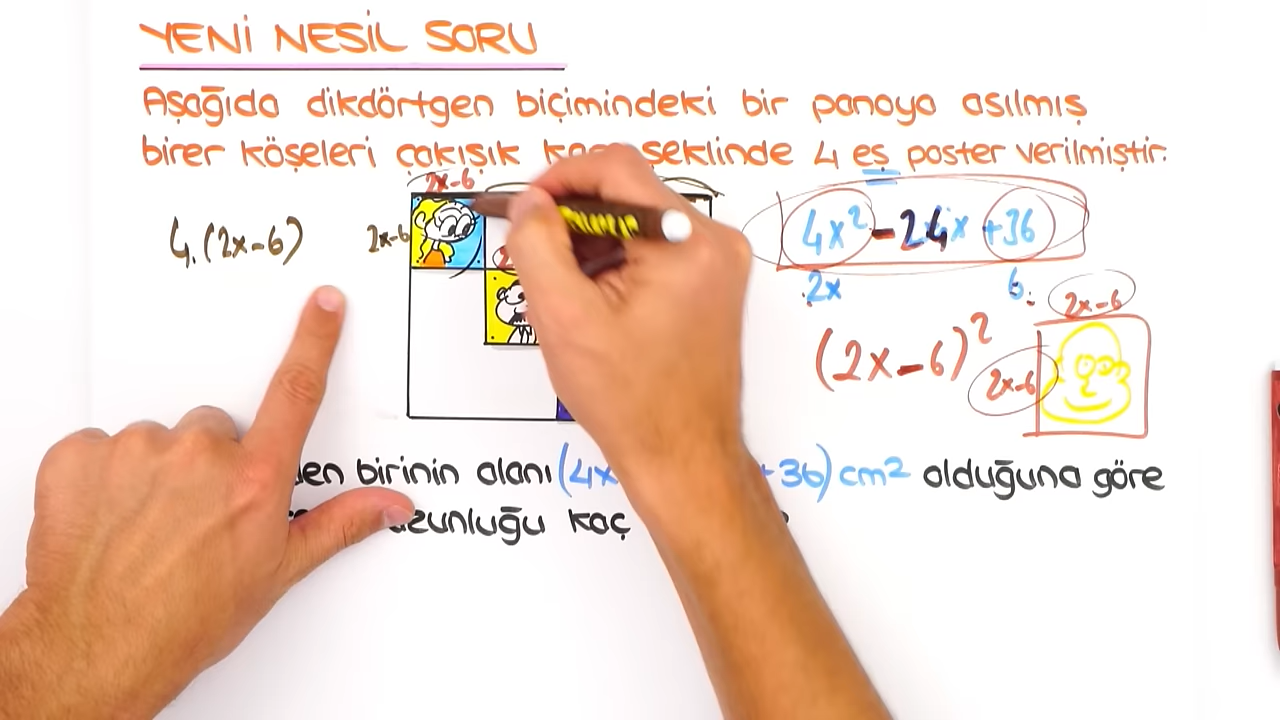 YENİ NESİL SORU
Aşağıda dikdörtgen biçimindeki bir panoya asılmış
birer köşeleri çakışık şeklinde 4 eş poster verilmiştir.
2x-6
4.(2x-6)
2x-6
4x² - 24x +36
2x 6
2x-6
(2x-6)²
2x-6
birinin alanı (4x +36) cm² olduğuna göre
kaç